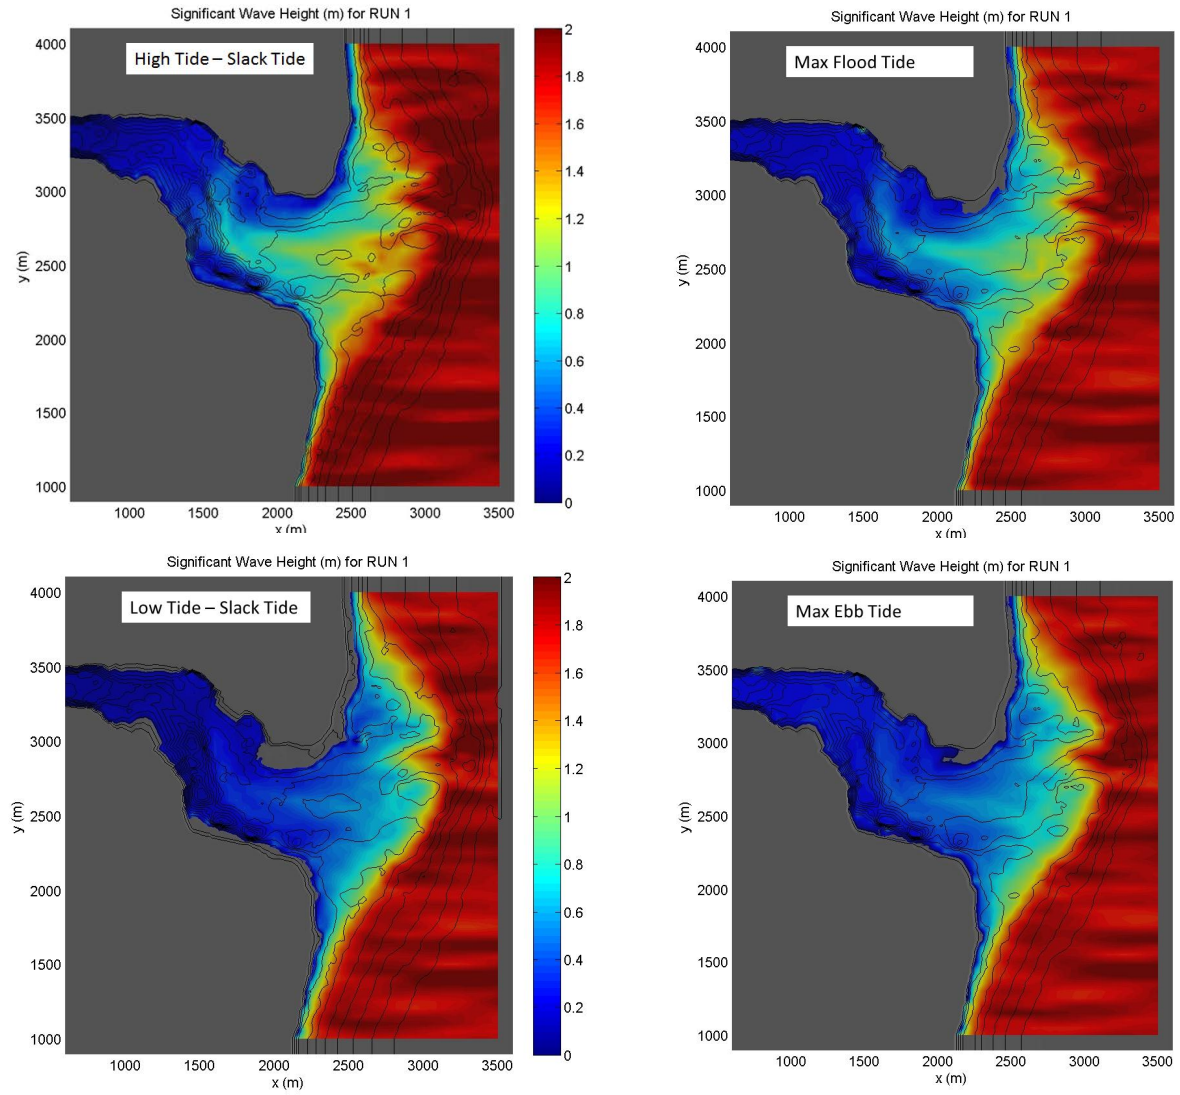 Significant Wave Height (m) for RUN 1
High Tide – Slack Tide
4000
3500
3000
2500
2000
1500
1000
y (m)
1000 1500 2000 2500 3000 3500
x (m)
2
1.8
1.6
1.4
1.2
1
0.8
0.6
0.4
0.2
0
Significant Wave Height (m) for RUN 1
Max Flood Tide
4000
3500
3000
2500
2000
1500
1000
y (m)
1000 1500 2000 2500 3000 3500
x (m)
Significant Wave Height (m) for RUN 1
Low Tide – Slack Tide
4000
3500
3000
2500
2000
1500
1000
y (m)
1000 1500 2000 2500 3000 3500
x (m)
2
1.8
1.6
1.4
1.2
1
0.8
0.6
0.4
0.2
0
Significant Wave Height (m) for RUN 1
Max Ebb Tide
4000
3500
3000
2500
2000
1500
1000
y (m)
1000 1500 2000 2500 3000 3500
x (m)